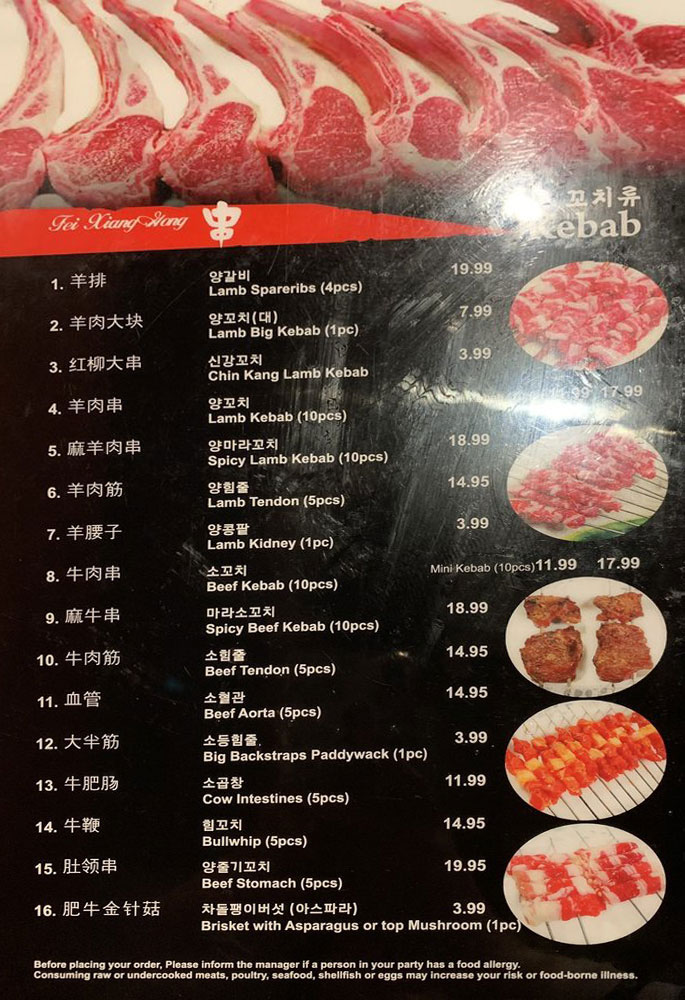 Fei Xiang Hong 串 꼬치류
Kebab
1. 羊排 양갈비 19.99
Lamb Spareribs (4pcs)
2. 羊肉大块 양꼬치(대) 7.99
Lamb Big Kebab (1pc)
3. 红柳大串 신강꼬치 3.99
Chin Kang Lamb Kebab
4. 羊肉串 양꼬치 17.99
Lamb Kebab (10pcs)
5. 麻羊肉串 양마라꼬치 18.99
Spicy Lamb Kebab (10pcs)
6. 羊肉筋 양힘줄 14.95
Lamb Tendon (5pcs)
7. 羊腰子 양콩팥 3.99
Lamb Kidney (1pc)
8. 牛肉串 소꼬치 Mini Kebab (10pcs) 11.99 17.99
Beef Kebab (10pcs)
9. 麻牛串 마라소꼬치 18.99
Spicy Beef Kebab (10pcs)
10. 牛肉筋 소힘줄 14.95
Beef Tendon (5pcs)
11. 血管 소혈관 14.95
Beef Aorta (5pcs)
12. 大半筋 소등힘줄 3.99
Big Backstraps Paddywack (1pc)
13. 牛肥肠 소곱창 11.99
Cow Intestines (5pcs)
14. 牛鞭 힘꼬치 14.95
Bullwhip (5pcs)
15. 肚领串 양줄기꼬치 19.95
Beef Stomach (5pcs)
16. 肥牛金针菇 차돌팽이버섯 (아스파라) 3.99
Brisket with Asparagus or top Mushroom (1pc)
Before placing your order, Please inform the manager if a person in your party has a food allergy.
Consuming raw or undercooked meats, poultry, seafood, shellfish or eggs may increase your risk or food-borne illness.